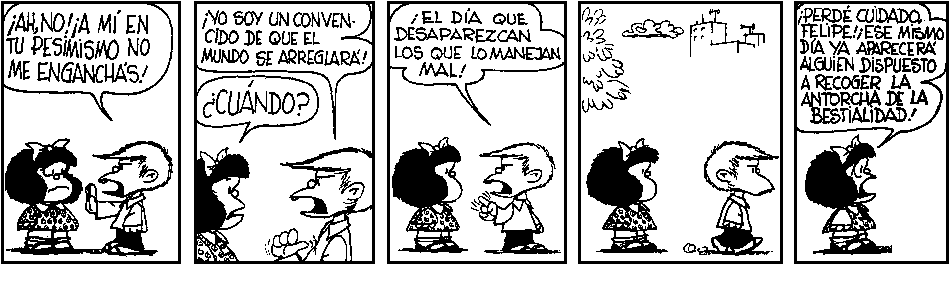 ¡AH,NO!¡A MÍ EN
TU PESIMISMO NO
ME ENGANCHÁS!
¡YO SOY UN CONVEN-
CIDO DE QUE EL
MUNDO SE ARREGLARÁ!
¿CUÁNDO?
¡EL DÍA QUE
DESAPAREZCAN
LOS QUE LO MANEJAN
MAL!
¡PERDÉ CUIDADO,
FELIPE!¡ESE MISMO
DÍA YA APARECERÁ
ALGUIEN DISPUESTO
A RECOGER LA
ANTORCHA DE LA
BESTIALIDAD!